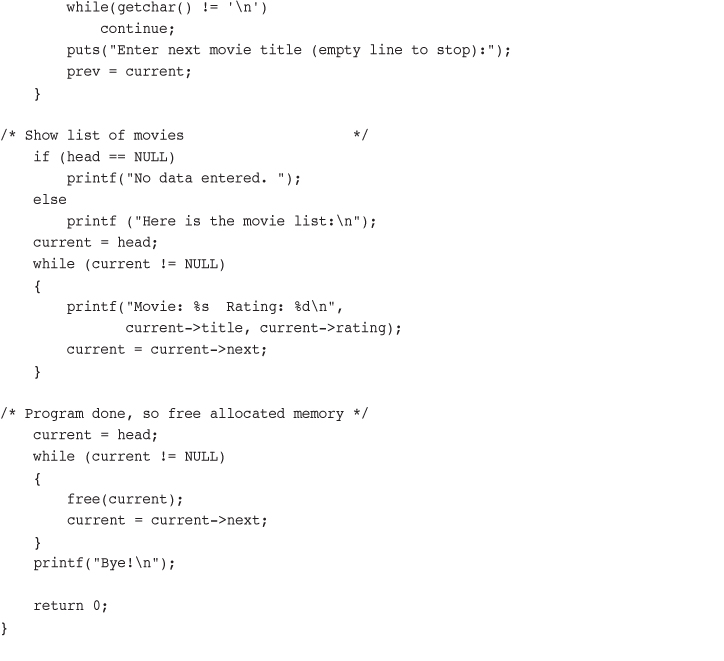 while(getchar() != '\n')
            continue;
        puts("Enter next movie title (empty line to stop):");
        prev = current;
    }

/* Show list of movies                    */
    if (head == NULL)
        printf("No data entered. ");
    else
        printf ("Here is the movie list:\n");
    current = head;
    while (current != NULL)
    {
        printf("Movie: %s  Rating: %d\n",
               current->title, current->rating);
        current = current->next;
    }

/* Program done, so free allocated memory */
    current = head;
    while (current != NULL)
    {
        free(current);
        current = current->next;
    }
    printf("Bye!\n");

    return 0;
}